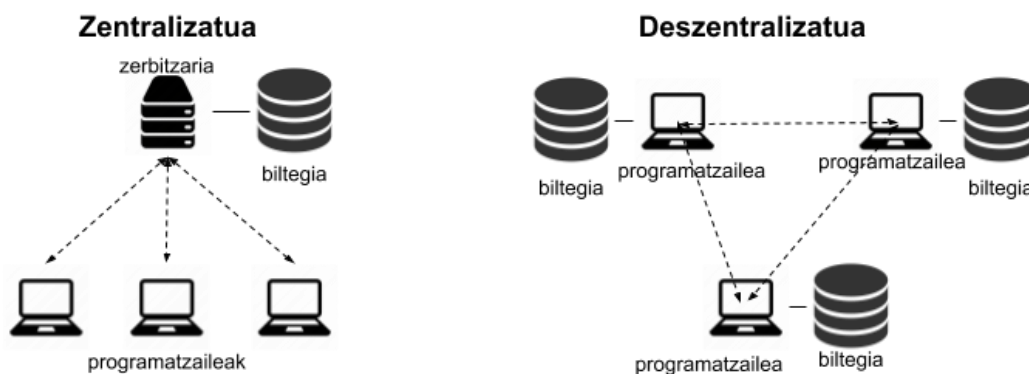 Zentralizatua
zerbitzaria
biltegia
programatzaileak
Deszentralizatua
biltegia
programatzailea
programatzailea
biltegia
programatzailea
biltegia